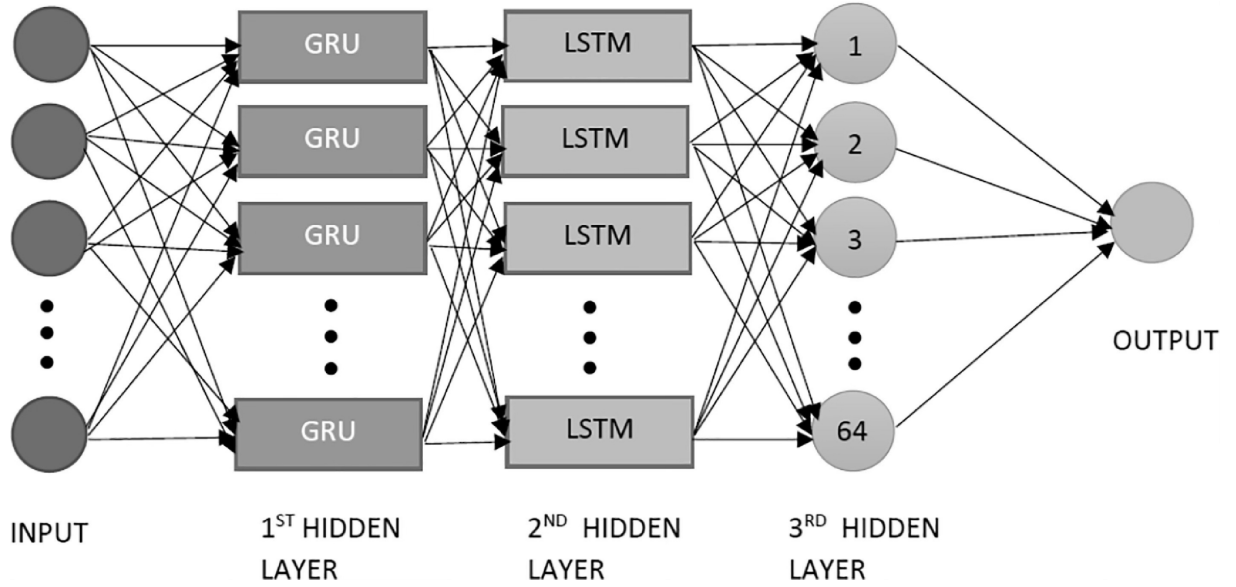 GRU LSTM 1
GRU LSTM 2
GRU LSTM 3
GRU LSTM 64
OUTPUT
INPUT
1ST HIDDEN
LAYER
2ND HIDDEN
LAYER
3RD HIDDEN
LAYER